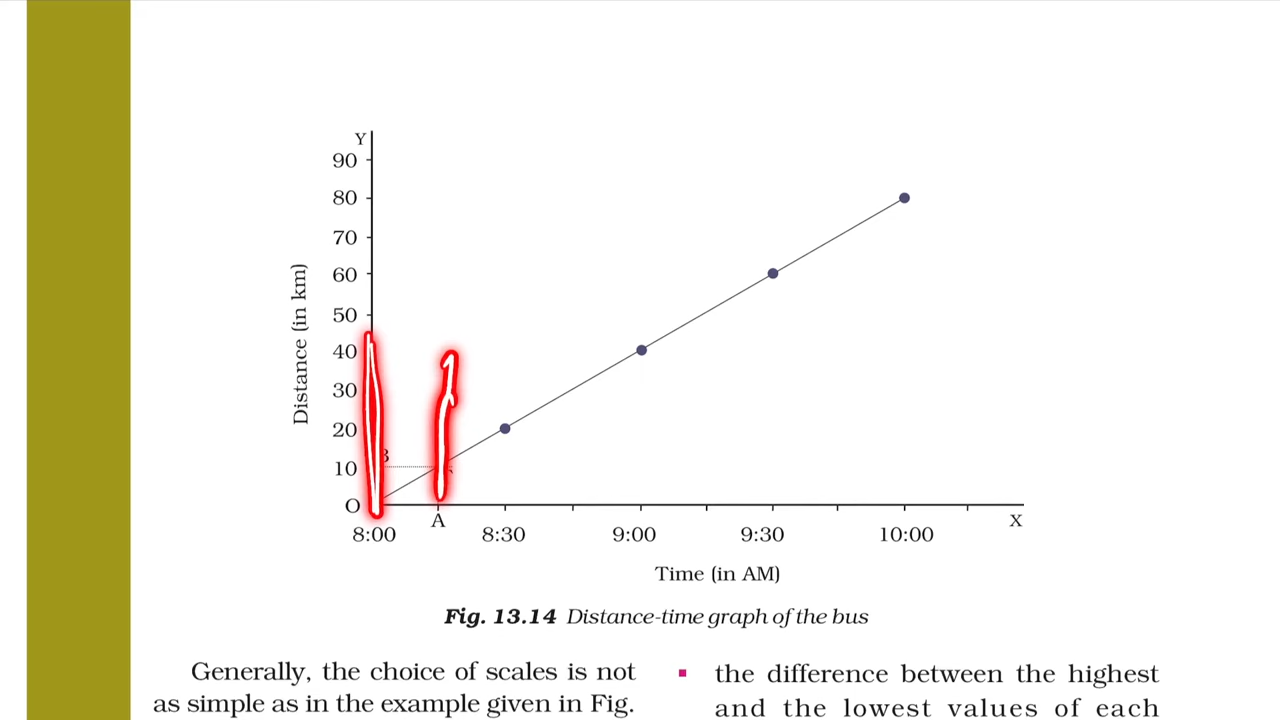 Y
90
80
70
60
50
40
30
20
10
O
Distance (in km)
A
X
8:00 8:30 9:00 9:30 10:00
Time (in AM)
Fig. 13.14 Distance-time graph of the bus
Generally, the choice of scales is not
as simple as in the example given in Fig.
▪ the difference between the highest
and the lowest values of each